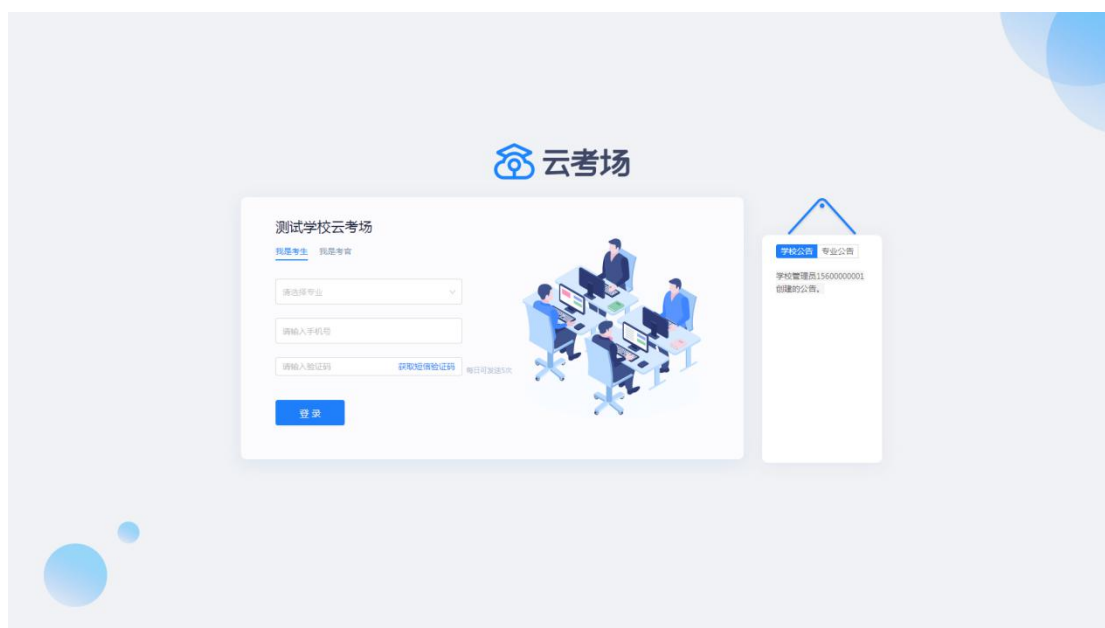 云考场
测试学校云考场
我是考生 我是考官
请选择专业
请输入手机号
请输入验证码 获取短信验证码 每日可发送5次
登录
学校公告 专业公告
学校管理员15600000001
创建的公告。